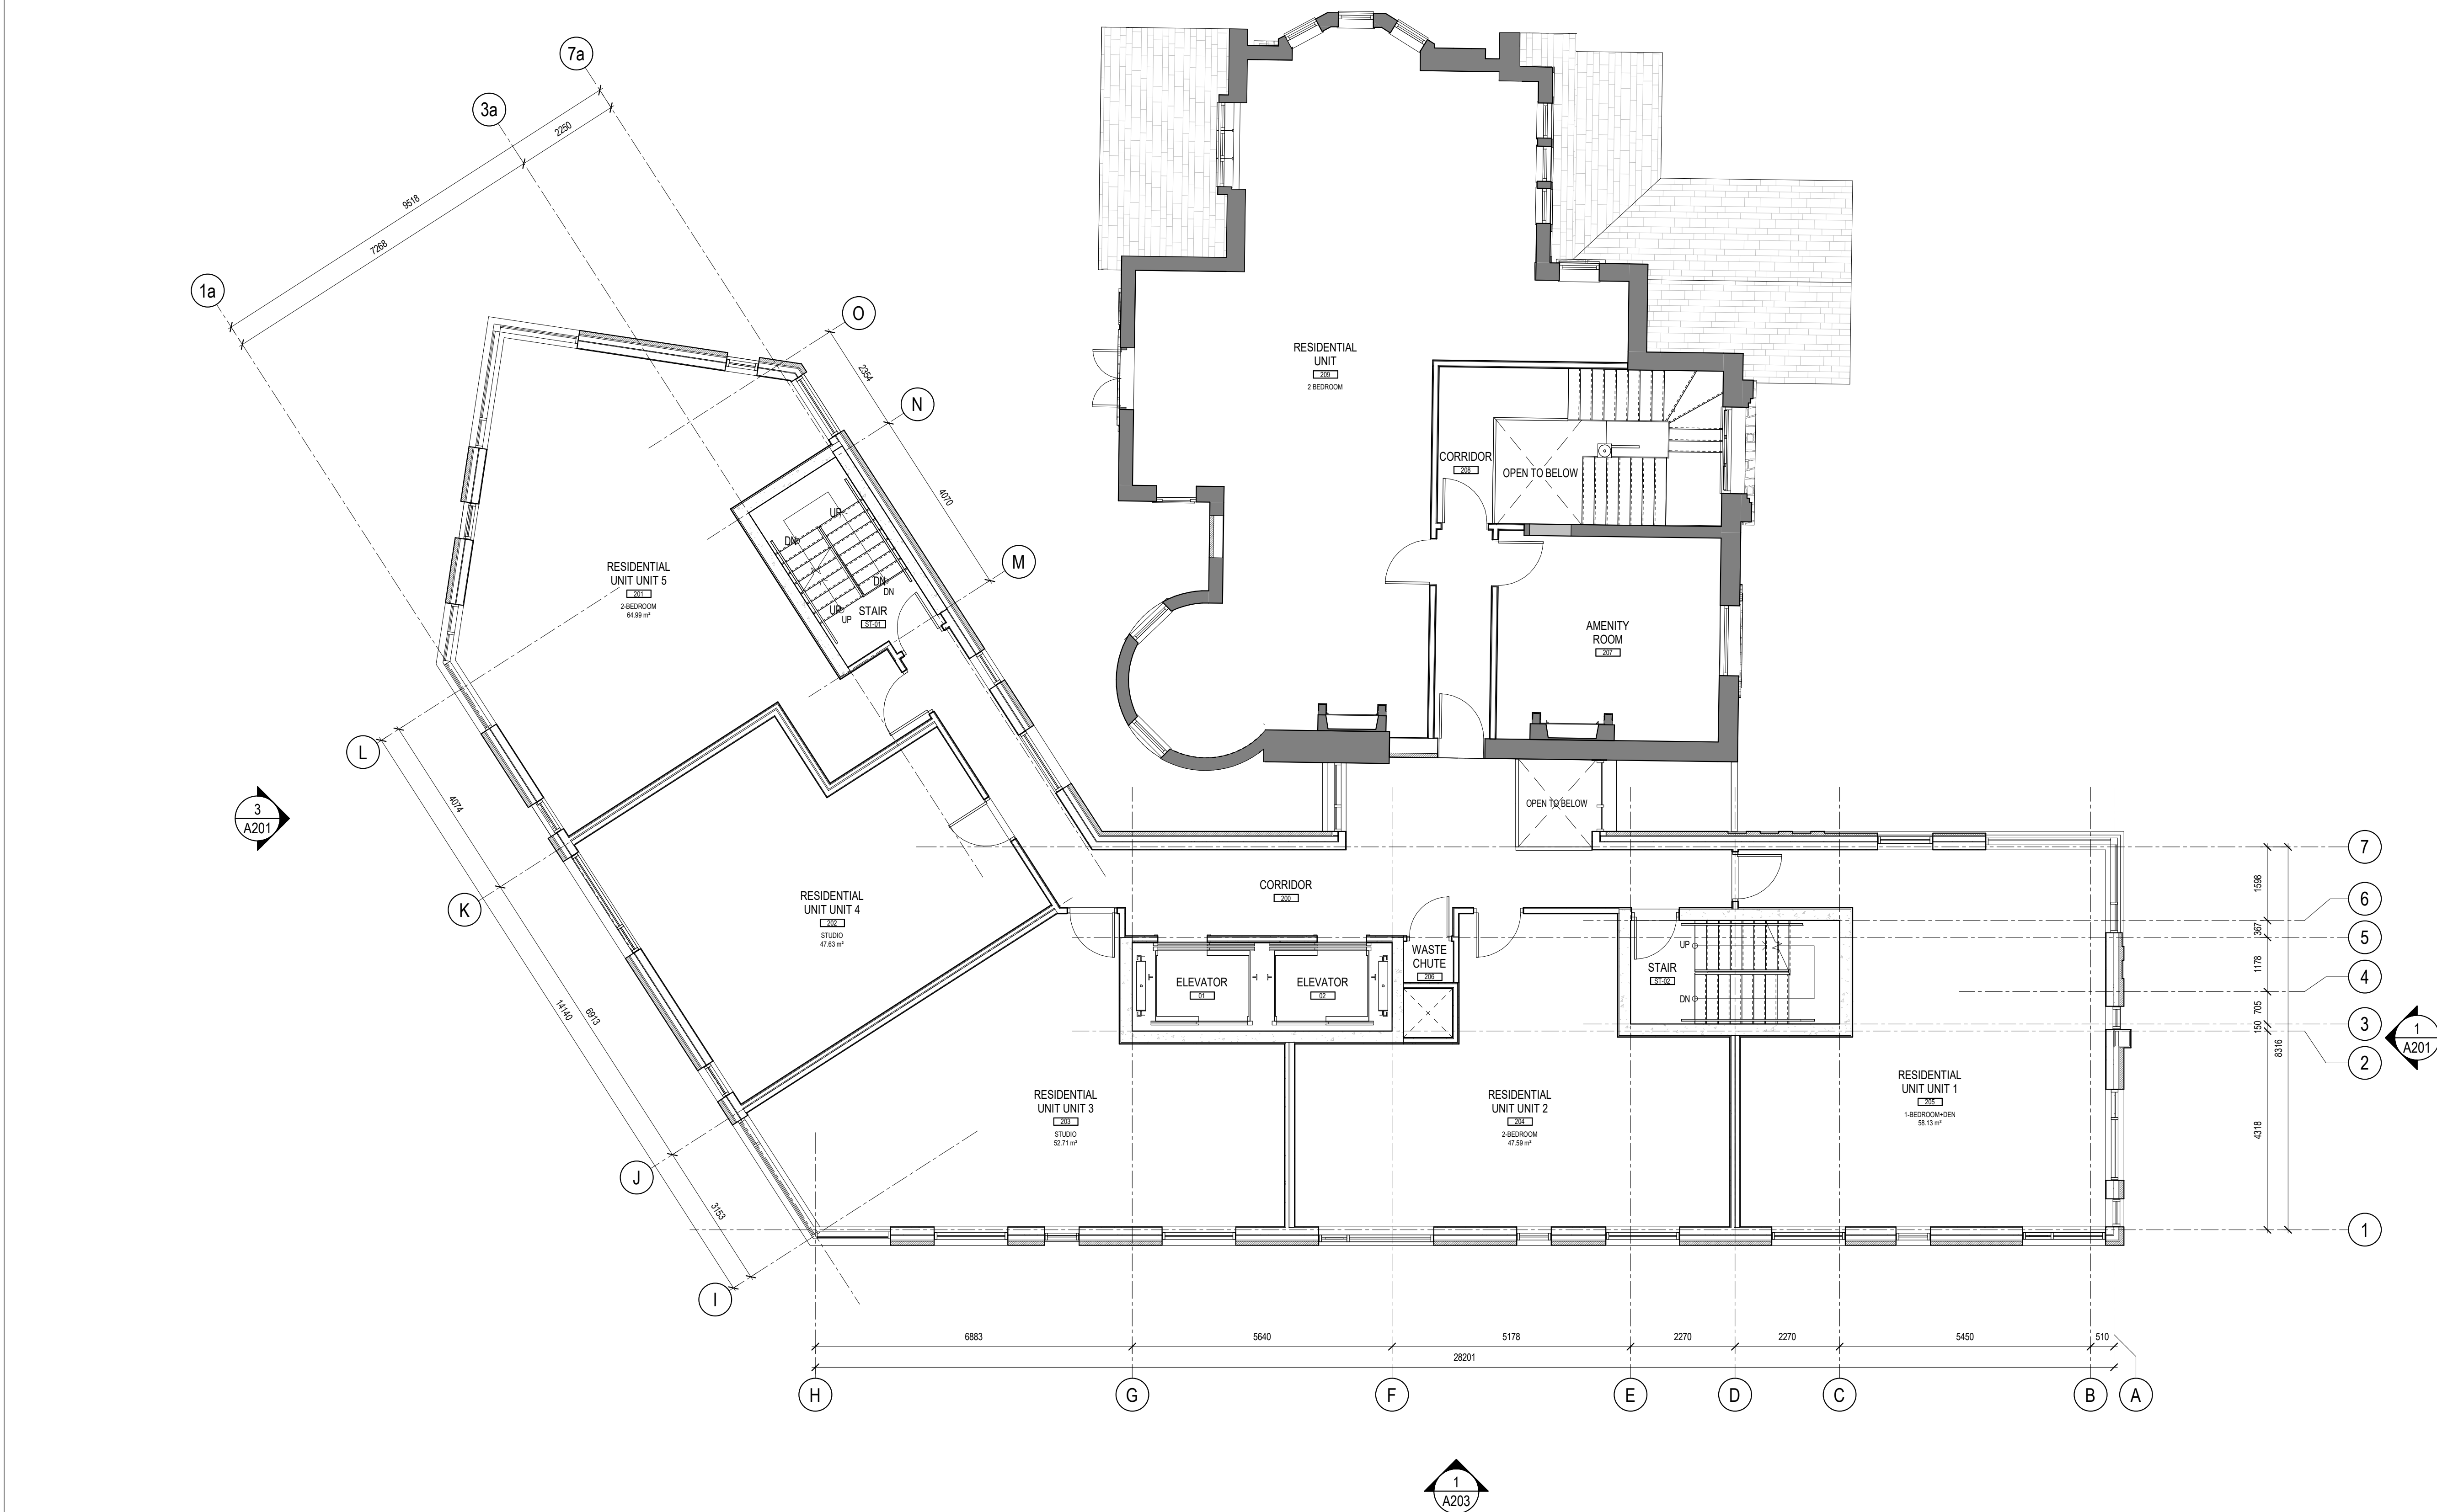 7a
3a
2250
9518
7268
1a
O
2354
N
4070
M
RESIDENTIAL
UNIT
209
2 BEDROOM
CORRIDOR
208
OPEN TO BELOW
UP
DN
DN
DN
UP
UP
STAIR
ST-01
RESIDENTIAL
UNIT UNIT 5
201
2-BEDROOM
64.99 m²
AMENITY
ROOM
207
L
3
A201
4074
K
OPEN TO BELOW
RESIDENTIAL
UNIT UNIT 4
202
STUDIO
47.63 m²
CORRIDOR
200
WASTE
CHUTE
206
ELEVATOR
01
ELEVATOR
02
UP
STAIR
ST-02
DN
7
1598
6
367
5
1178
4
705
3
150
2
8316
1
A201
4318
1
14140
6913
RESIDENTIAL
UNIT UNIT 3
203
STUDIO
52.71 m²
RESIDENTIAL
UNIT UNIT 2
204
2-BEDROOM
47.59 m²
RESIDENTIAL
UNIT UNIT 1
205
1-BEDROOM+DEN
58.13 m²
J
3153
I
6883
5640
5178
2270
2270
5450
510
28201
H
G
F
E
D
C
B
A
1
A203